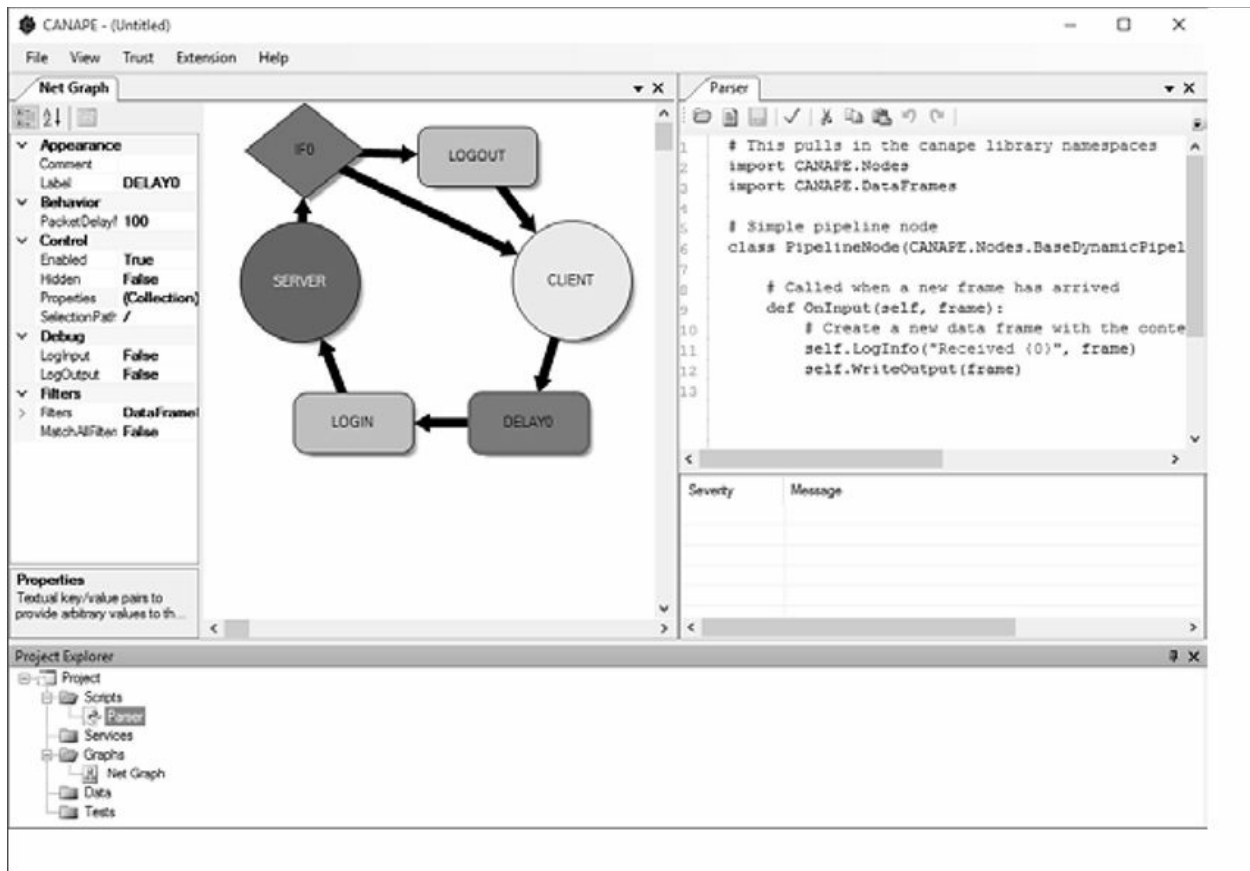 CANAPE - (Untitled)
File View Trust Extension Help
Net Graph
Appearance
Comment
Label DELAY0
Behavior
PacketDelay 100
Control
Enabled True
Hidden False
Properties (Collection)
SelectionPath /
Debug
LogInput False
LogOutput False
Filters
Filters DataFrame
MatchAllFilter False
Properties
Textual key/value pairs to
provide arbitrary values to th...
IF0
LOGOUT
SERVER
CLIENT
LOGIN
DELAY0
Parser
1 # This pulls in the canape library namespaces
2 import CANAPE.Nodes
3 import CANAPE.DataFrames
4
5 # Simple pipeline node
6 class PipelineNode(CANAPE.Nodes.BaseDynamicPipel
7
8 # Called when a new frame has arrived
9 def OnInput(self, frame):
10 # Create a new data frame with the conte
11 self.LogInfo("Received {0}", frame)
12 self.WriteOutput(frame)
13
Severity Message
Project Explorer
Project
Scripts
Parser
Services
Graphs
Net Graph
Data
Tests